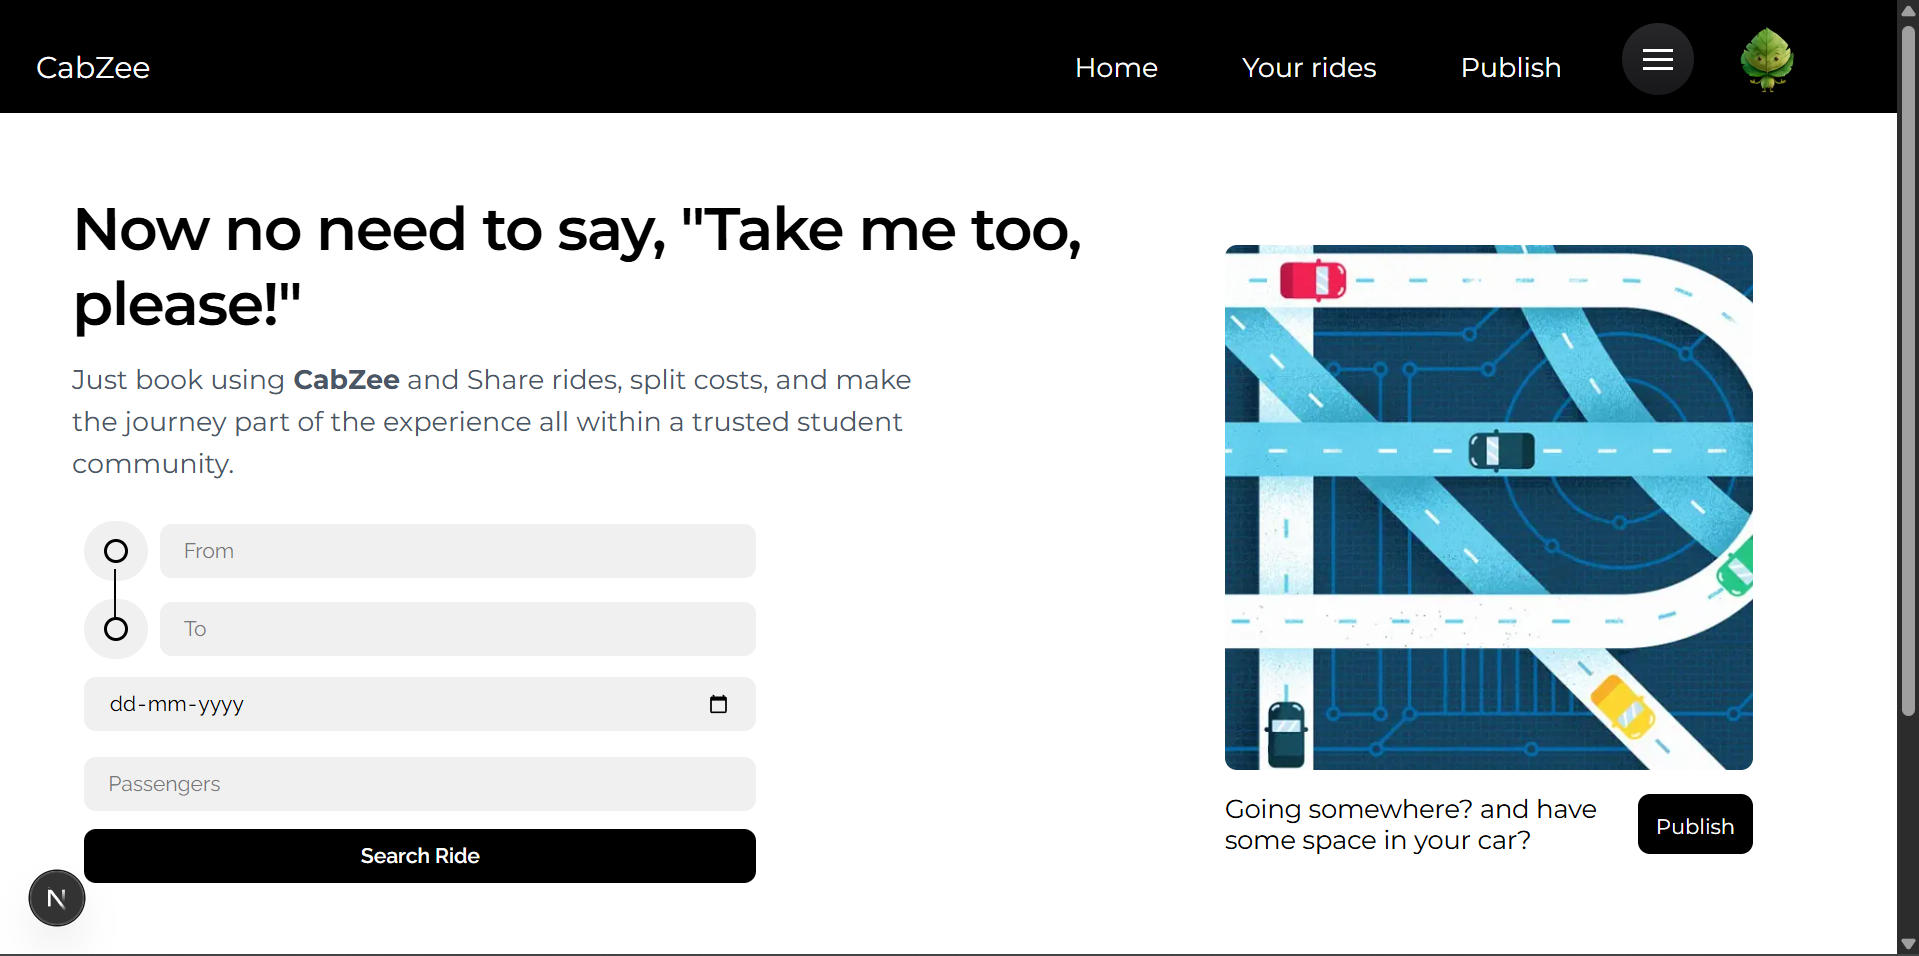 CabZee
Home
Your rides
Publish
Now no need to say, "Take me too,
please!"
Just book using CabZee and Share rides, split costs, and make
the journey part of the experience all within a trusted student
community.
From
To
dd-mm-yyyy
Passengers
Search Ride
Going somewhere? and have
some space in your car?
Publish
N